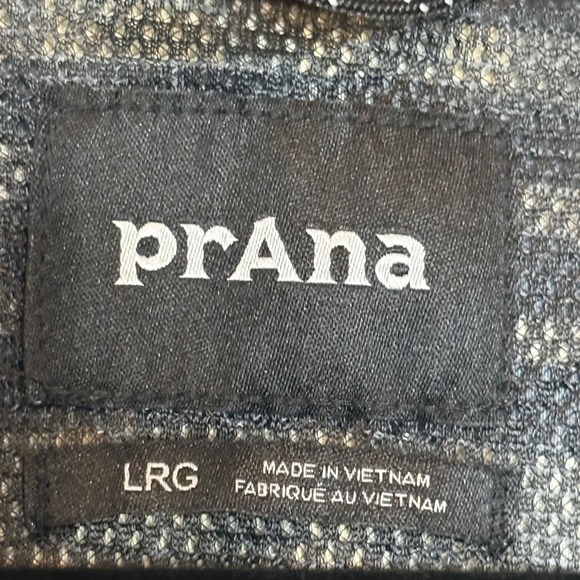 prAna
LRG
MADE IN VIETNAM
FABRIQUÉ AU VIETNAM